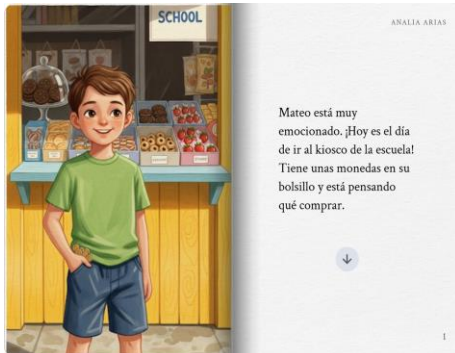 SCHOOL
ANALIA ARIAS
Mateo está muy
emocionado. ¡Hoy es el día
de ir al kiosco de la escuela!
Tiene unas monedas en su
bolsillo y está pensando
qué comprar.
1